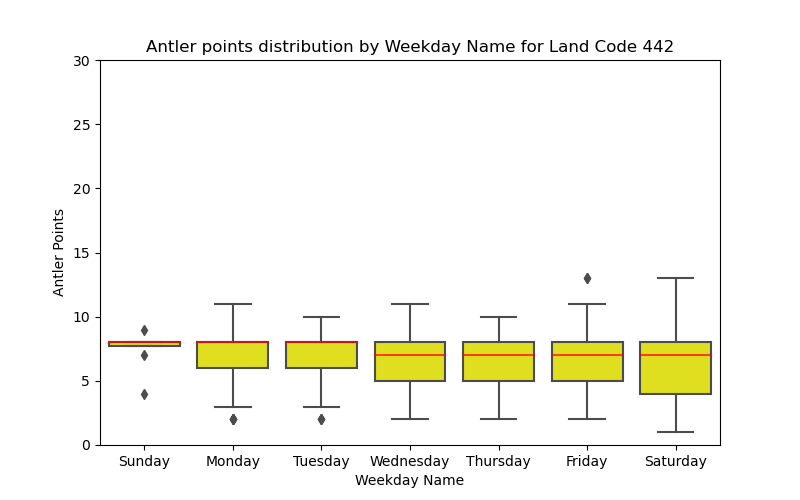 Antler points distribution by Weekday Name for Land Code 442
30
25
20
15
10
5
0
Antler Points
Sunday Monday Tuesday Wednesday Thursday Friday Saturday
Weekday Name